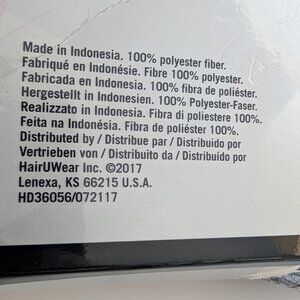 Made in Indonesia. 100% polyester fiber.
Fabriqué en Indonésie. Fibre 100% polyester.
Fabricada en Indonesia. 100% fibra de poliéster.
Hergestellt in Indonesien. 100% Polyester-Faser.
Realizzato in Indonesia. Fibra di poliestere 100%.
Feita na Indonésia. Fibra de poliéster 100%.
Distributed by / Distribue par / Distribuido por
Vertrieben von / Distribuito da / Distribuído por
HairUWear Inc. ©2017
Lenexa, KS 66215 U.S.A.
HD36056/072117